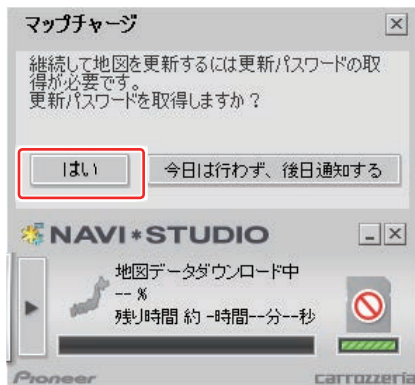 マップチャージ
継続して地図を更新するには更新パスワードの取
得が必要です。
更新パスワードを取得しますか?
はい
今日は行わず、後日通知する
NAVI*STUDIO
地図データダウンロード中
-- %
残り時間 約 -時間--分--秒
Pioneer
carrozzeria